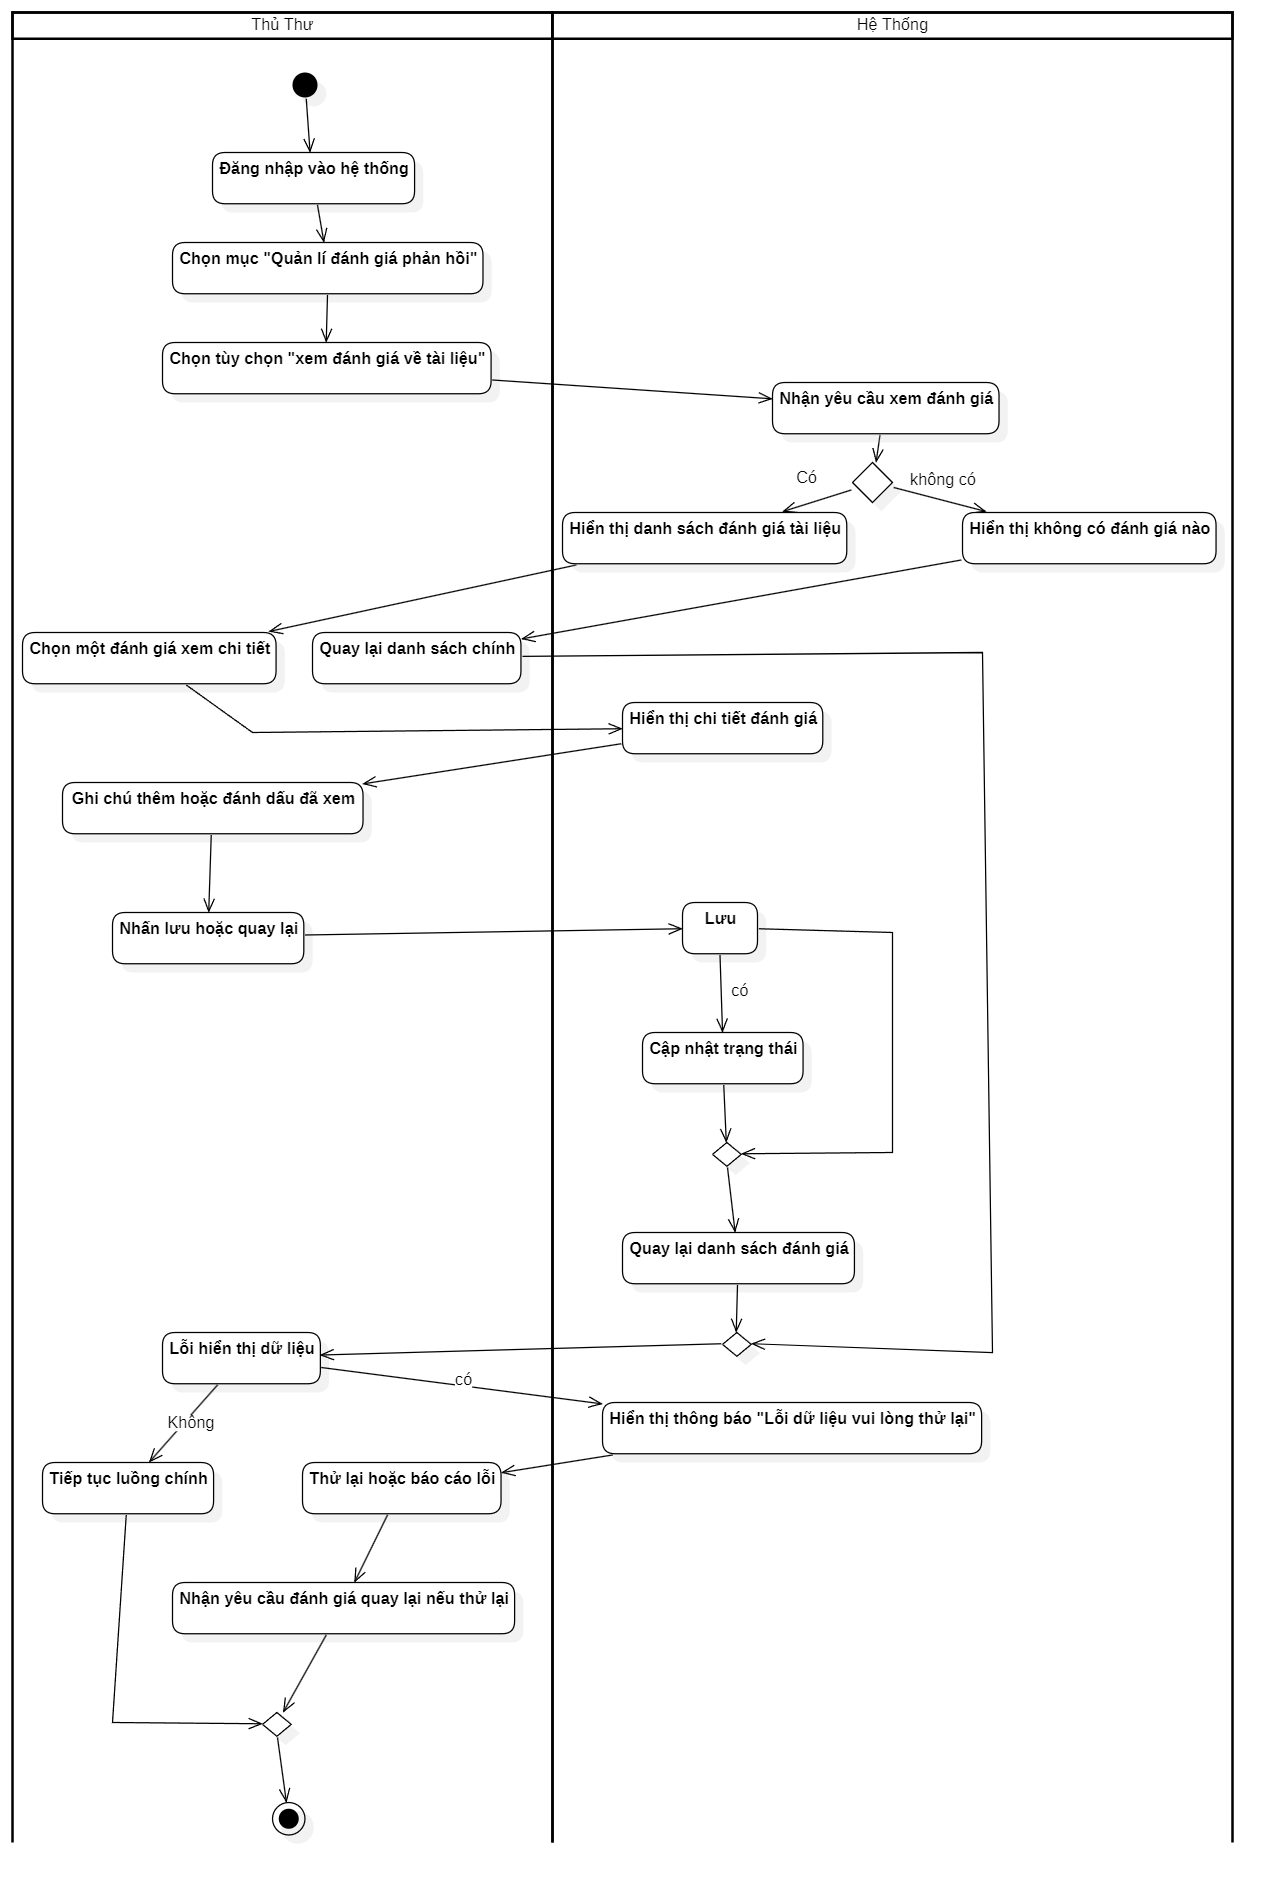 Thủ Thư
Hệ Thống
Đăng nhập vào hệ thống
Chọn mục "Quản lí đánh giá phản hồi"
Chọn tùy chọn "xem đánh giá về tài liệu"
Nhận yêu cầu xem đánh giá
Có
không có
Hiển thị danh sách đánh giá tài liệu
Hiển thị không có đánh giá nào
Chọn một đánh giá xem chi tiết
Quay lại danh sách chính
Hiển thị chi tiết đánh giá
Ghi chú thêm hoặc đánh dấu đã xem
Nhấn lưu hoặc quay lại
Lưu
có
Cập nhật trạng thái
Quay lại danh sách đánh giá
Lỗi hiển thị dữ liệu
có
Hiển thị thông báo "Lỗi dữ liệu vui lòng thử lại"
Không
Tiếp tục luồng chính
Thử lại hoặc báo cáo lỗi
Nhận yêu cầu đánh giá quay lại nếu thử lại